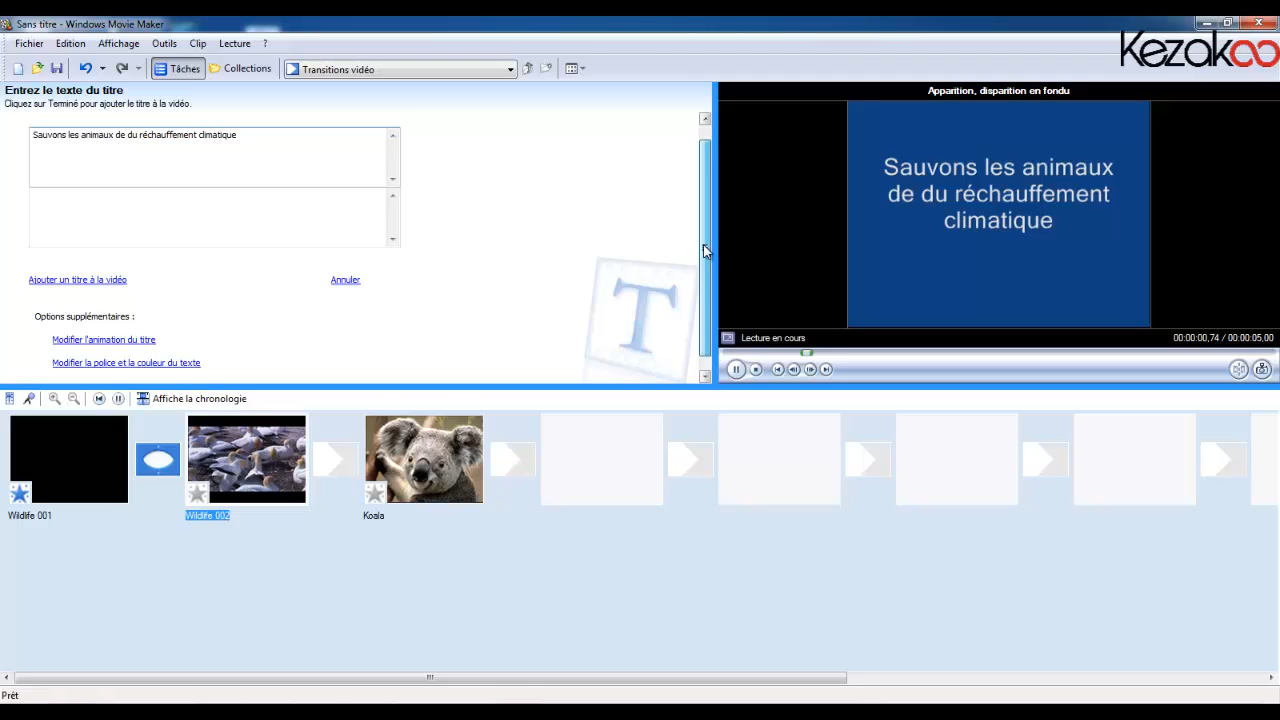 Sans titre - Windows Movie Maker
Fichier Edition Affichage Outils Clip Lecture ?
Kezakoo
Tâches Collections Transitions vidéo
Entrez le texte du titre
Cliquez sur Terminé pour ajouter le titre à la vidéo.
Sauvons les animaux de du réchauffement climatique
Ajouter un titre à la vidéo Annuler
Options supplémentaires :
Modifier l'animation du titre
Modifier la police et la couleur du texte
T
Apparition, disparition en fondu
Sauvons les animaux
de du réchauffement
climatique
Lecture en cours 00:00:00,74 / 00:00:05,00
Affiche la chronologie
Wildlife 001 Wildlife 002 Koala
Prêt